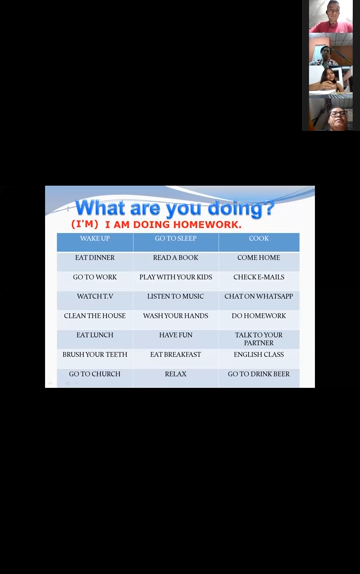 What are you doing?
(I'M) I AM DOING HOMEWORK.
WAKE UP GO TO SLEEP COOK
EAT DINNER READ A BOOK COME HOME
GO TO WORK PLAY WITH YOUR KIDS CHECK E-MAILS
WATCH T.V LISTEN TO MUSIC CHAT ON WHATSAPP
CLEAN THE HOUSE WASH YOUR HANDS DO HOMEWORK
EAT LUNCH HAVE FUN TALK TO YOUR
PARTNER
BRUSH YOUR TEETH EAT BREAKFAST ENGLISH CLASS
GO TO CHURCH RELAX GO TO DRINK BEER